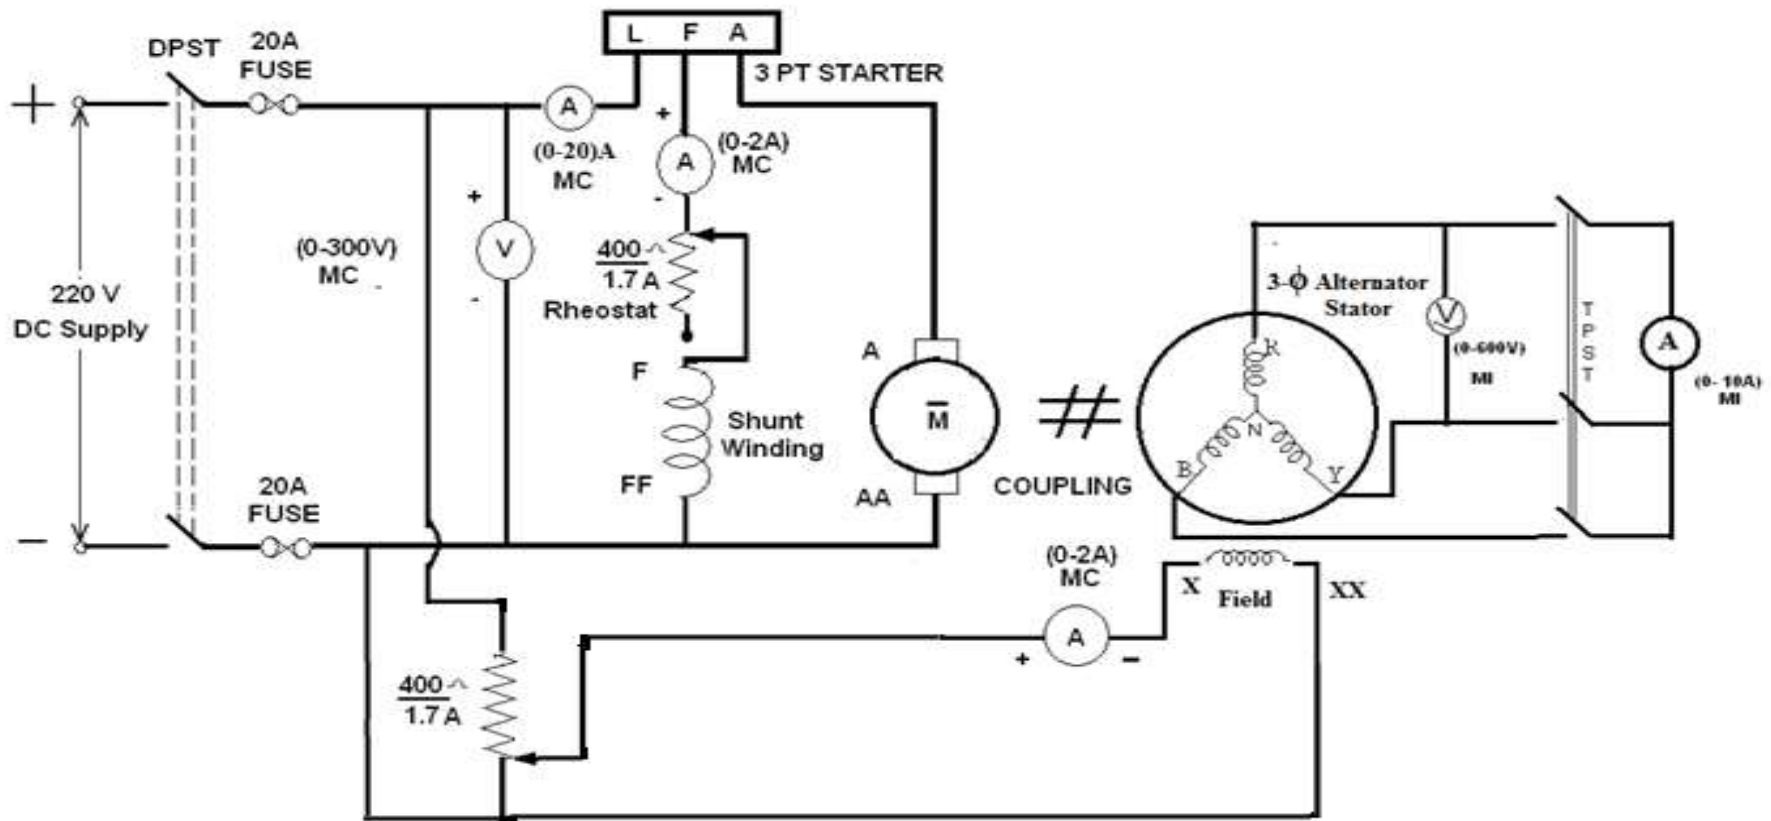 L F A
3 PT STARTER
DPST
20A
FUSE
+
A
(0-20)A
MC
+
A
-
(0-2A)
MC
220 V
DC Supply
(0-300V)
MC
+
V
-
400
1.7 A
Rheostat
F
Shunt
Winding
FF
A
M
AA
COUPLING
3-ϕ Alternator
Stator
R
N
B
Y
V
(0-600V)
MI
TPST
A
(0- 10A)
MI
-
20A
FUSE
(0-2A)
MC
A
+ -
X
Field
XX
400
1.7 A